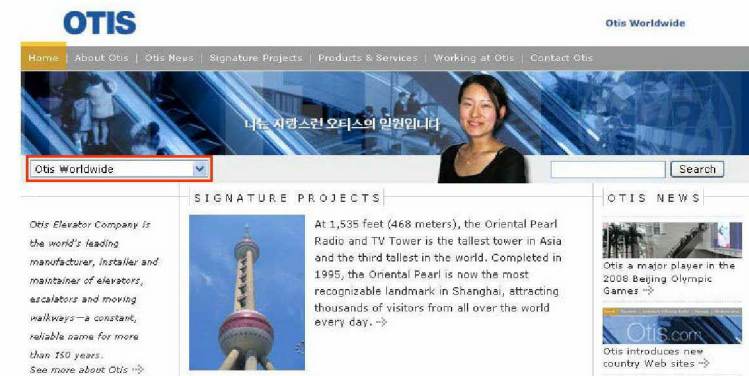 OTIS
Otis Worldwide
Home | About Otis | Otis News | Signature Projects | Products & Services | Working at Otis | Contact Otis
나는 자랑스런 오티스의 일원입니다
Otis Worldwide
Search
SIGNATURE PROJECTS
OTIS NEWS
Otis Elevator Company is
the world's leading
manufacturer, installer and
maintainer of elevators,
escalators and moving
walkways—a constant,
reliable name for more
than 150 years.
See more about Otis
At 1,535 feet (468 meters), the Oriental Pearl
Radio and TV Tower is the tallest tower in Asia
and the third tallest in the world. Completed in
1995, the Oriental Pearl is now the most
recognizable landmark in Shanghai, attracting
thousands of visitors from all over the world
every day.
Otis a major player in the
2008 Beijing Olympic
Games
Otis.com
Otis introduces new
country Web sites